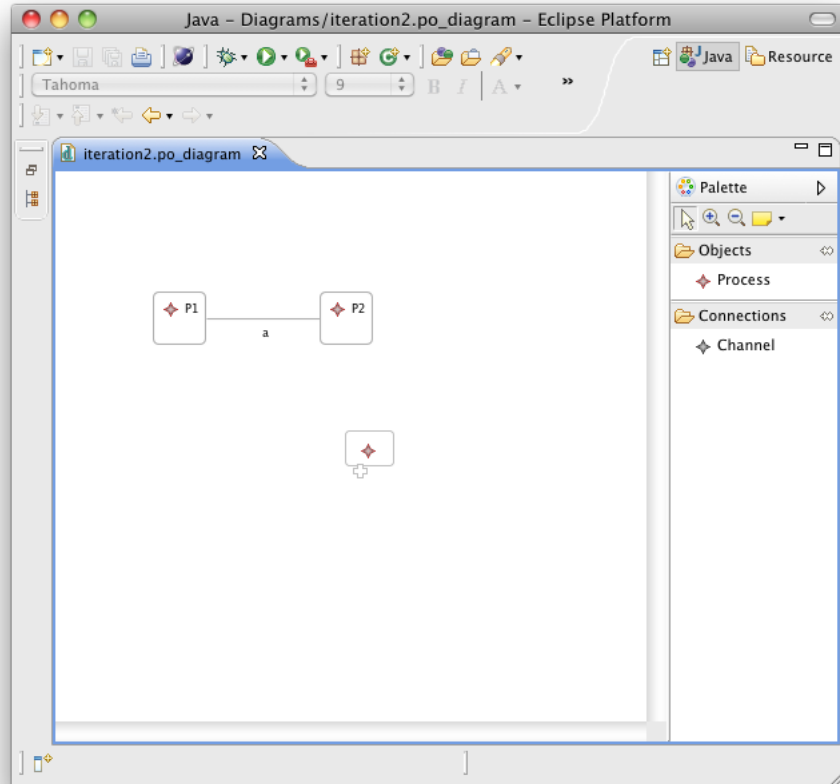 Java – Diagrams/iteration2.po_diagram – Eclipse Platform
Java Resource
Tahoma 9 B I A »
iteration2.po_diagram
Palette
Objects
Process
Connections
Channel
P1 P2
a